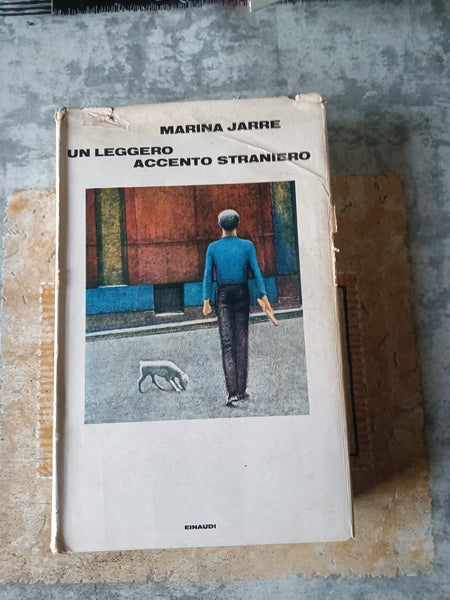 MARINA JARRE
UN LEGGERO
ACCENTO STRANIERO
EINAUDI